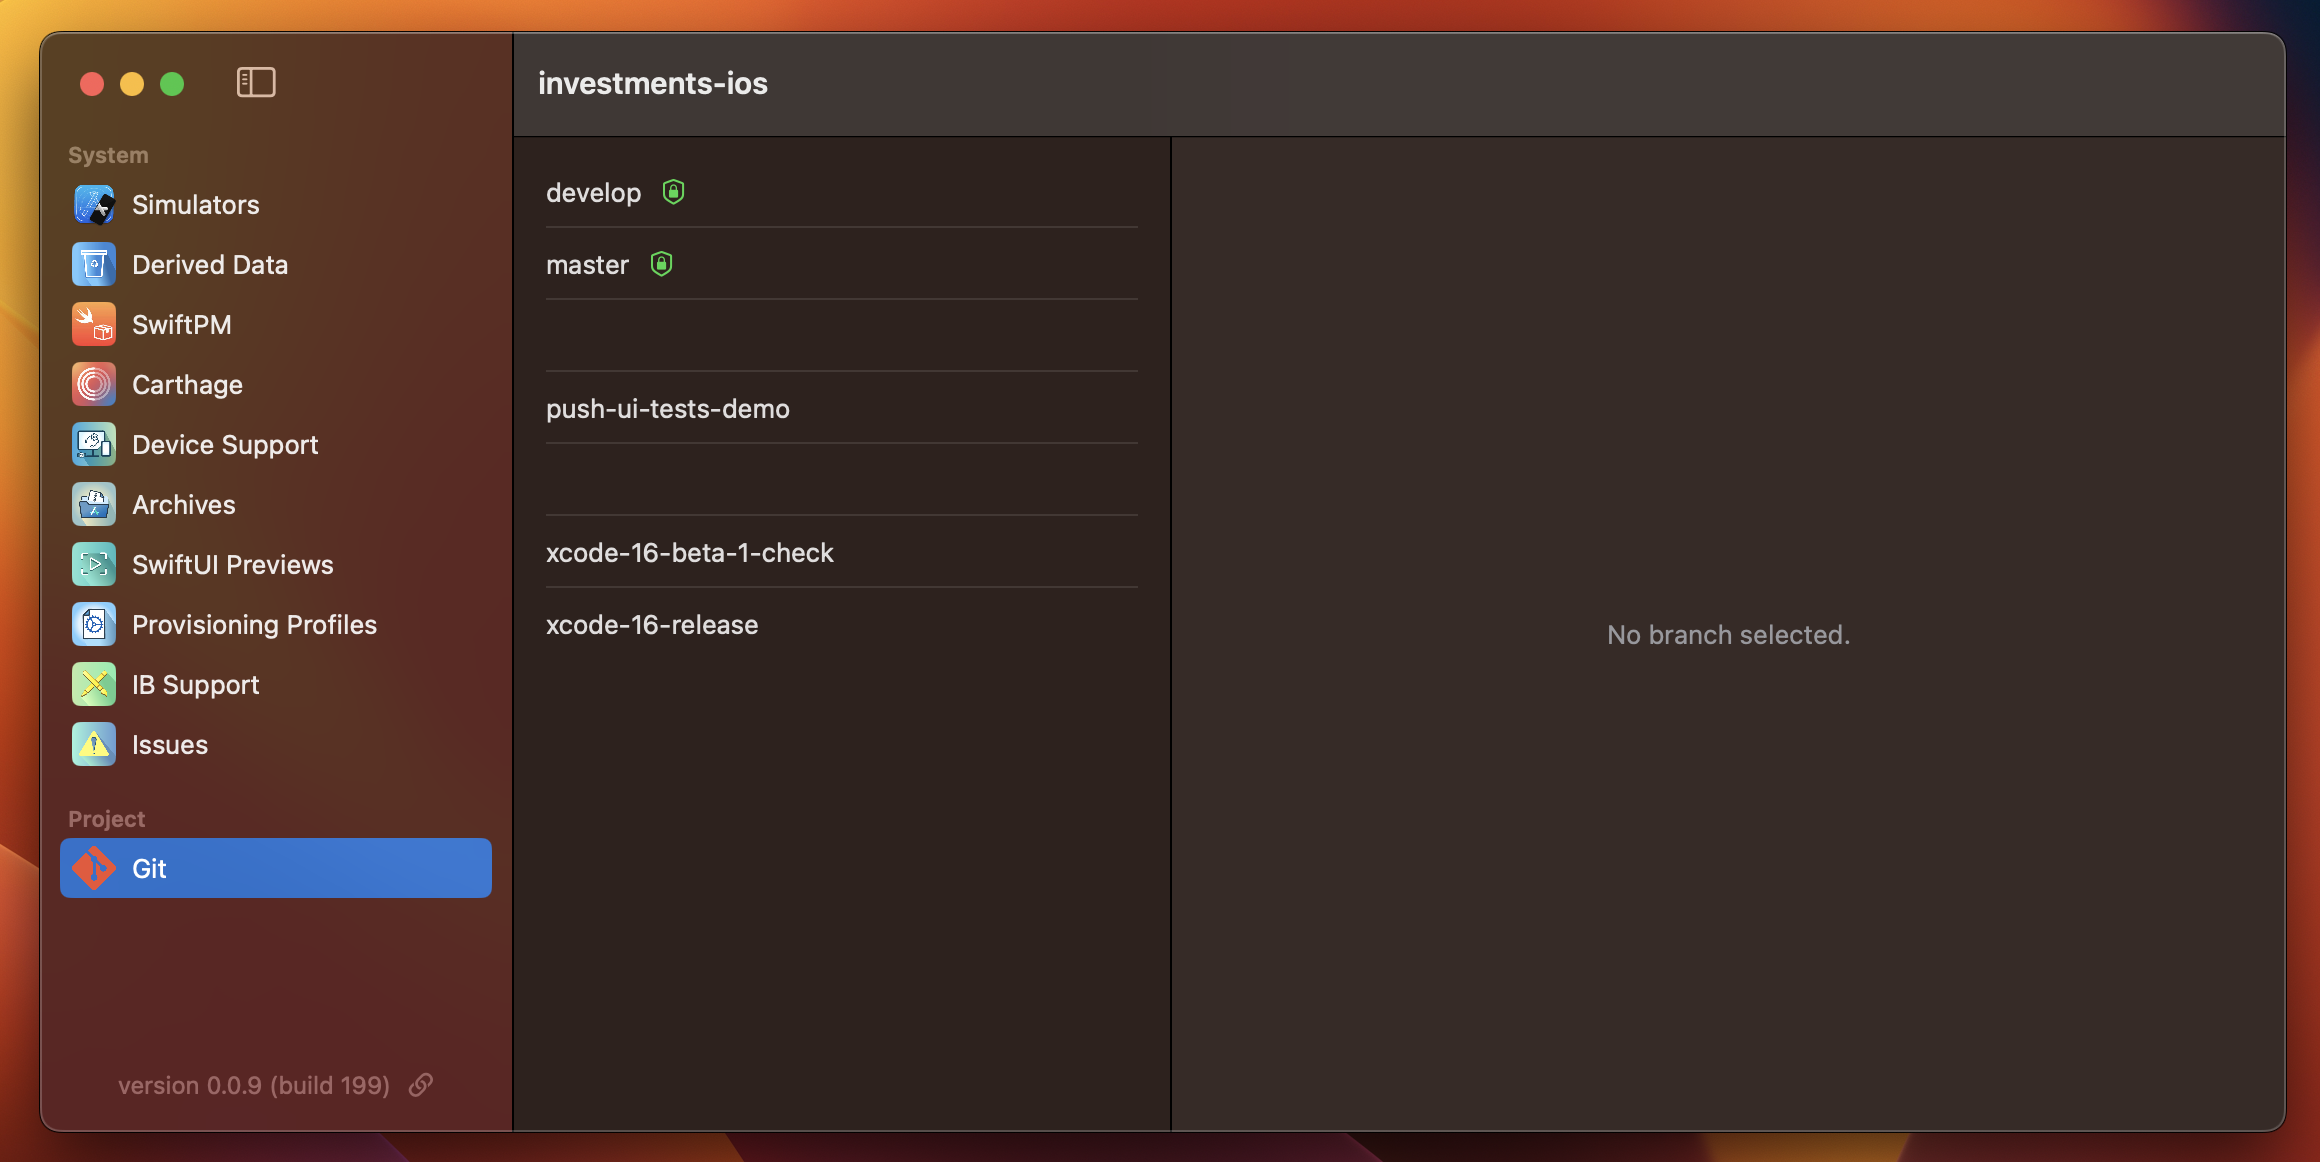 investments-ios
System
Simulators
Derived Data
SwiftPM
Carthage
Device Support
Archives
SwiftUI Previews
Provisioning Profiles
IB Support
Issues
Project
Git
version 0.0.9 (build 199)
develop
master
push-ui-tests-demo
xcode-16-beta-1-check
xcode-16-release
No branch selected.